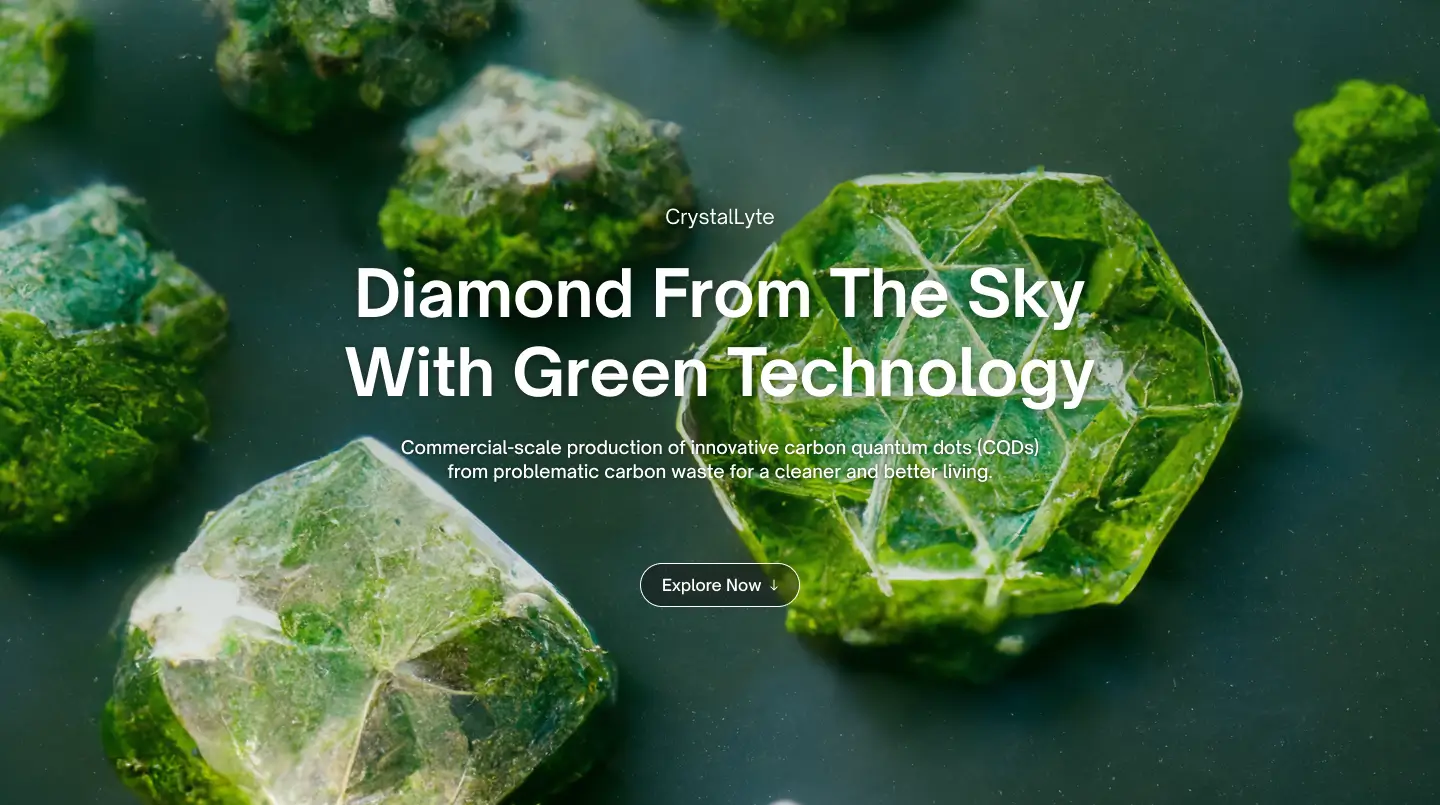 CrystalLyte
Diamond From The Sky
With Green Technology
Commercial-scale production of innovative carbon quantum dots (CQDs)
from problematic carbon waste for a cleaner and better living.
Explore Now ↓